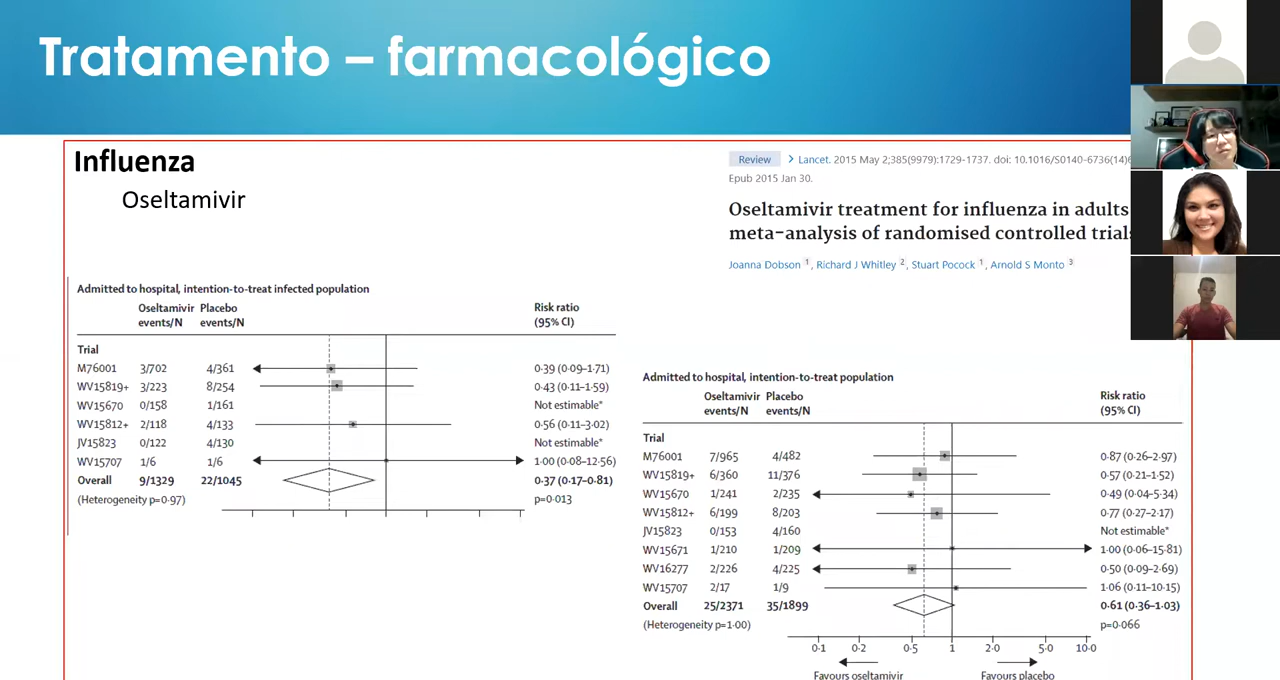 Tratamento – farmacológico
Influenza
Oseltamivir
Review > Lancet. 2015 May 2;385(9979):1729-1737. doi: 10.1016/S0140-6736(14)6
Epub 2015 Jan 30.
Oseltamivir treatment for influenza in adults
meta-analysis of randomised controlled trials
Joanna Dobson 1, Richard J Whitley 2, Stuart Pocock 1, Arnold S Monto 3
Admitted to hospital, intention-to-treat infected population
Oseltamivir Placebo Risk ratio
events/N events/N (95% CI)
Trial
M76001 3/702 4/361 0·39 (0·09–1·71)
WV15819+ 3/223 8/254 0·43 (0·11–1·59)
WV15670 0/158 1/161 Not estimable*
WV15812+ 2/118 4/133 0·56 (0·11–3·02)
JV15823 0/122 4/130 Not estimable*
WV15707 1/6 1/6 1·00 (0·08–12·56)
Overall 9/1329 22/1045 0·37 (0·17–0·81)
(Heterogeneity p=0·97) p=0·013
Admitted to hospital, intention-to-treat population
Oseltamivir Placebo Risk ratio
events/N events/N (95% CI)
Trial
M76001 7/965 4/482 0·87 (0·26–2·97)
WV15819+ 6/360 11/376 0·57 (0·21–1·52)
WV15670 1/241 2/235 0·49 (0·04–5·34)
WV15812+ 6/199 8/203 0·77 (0·27–2·17)
JV15823 0/153 4/160 Not estimable*
WV15671 1/210 1/209 1·00 (0·06–15·81)
WV16277 2/226 4/225 0·50 (0·09–2·69)
WV15707 2/17 1/9 1·06 (0·11–10·15)
Overall 25/2371 35/1899 0·61 (0·36–1·03)
(Heterogeneity p=1·00) p=0·066
0·1 0·2 0·5 1 2·0 5·0 10·0
Favours oseltamivir Favours placebo